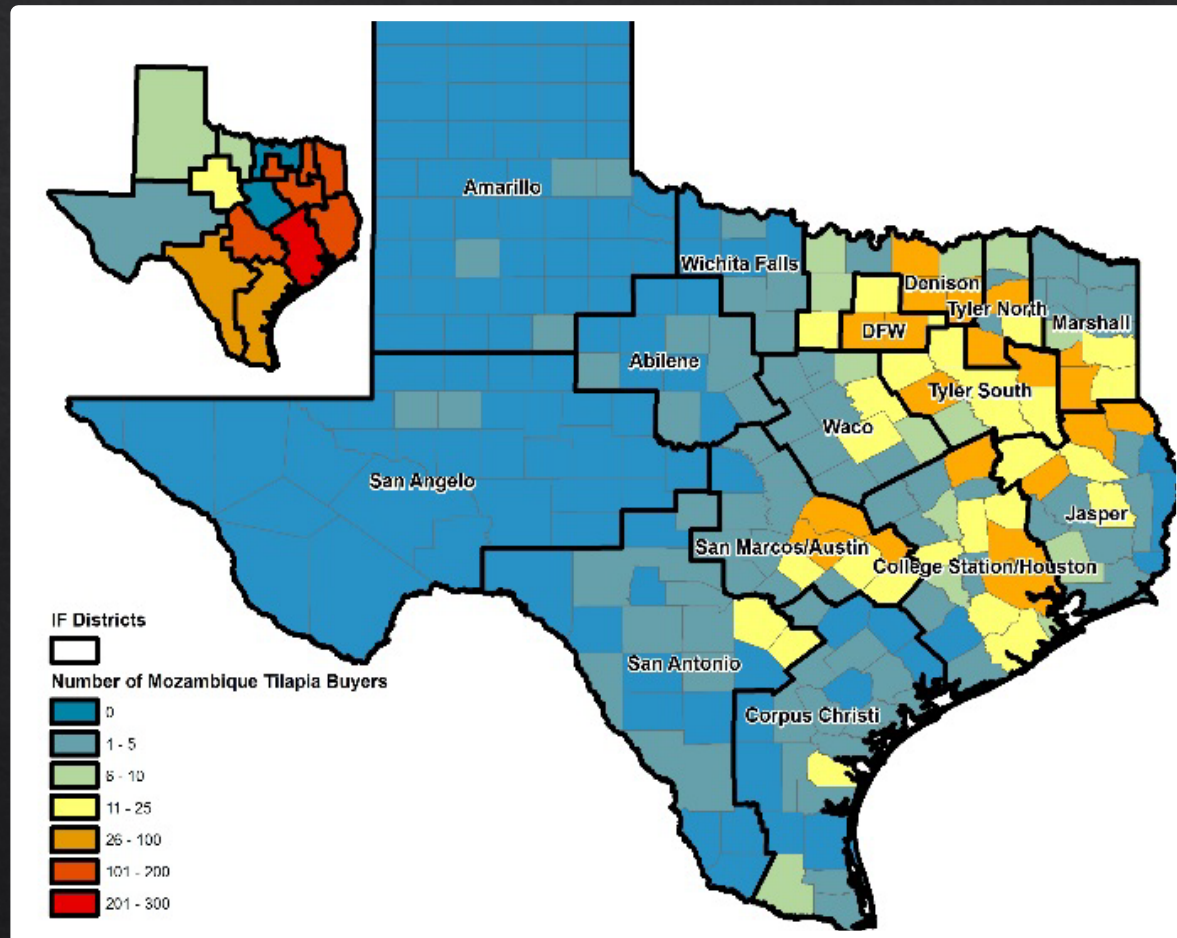 Amarillo
Wichita Falls
Denison
Tyler North
DFW
Marshall
Abilene
Tyler South
Waco
San Angelo
Jasper
San Marcos/Austin
College Station/Houston
San Antonio
Corpus Christi
IF Districts
Number of Mozambique Tilapia Buyers
0
1 - 5
6 - 10
11 - 25
26 - 100
101 - 200
201 - 300